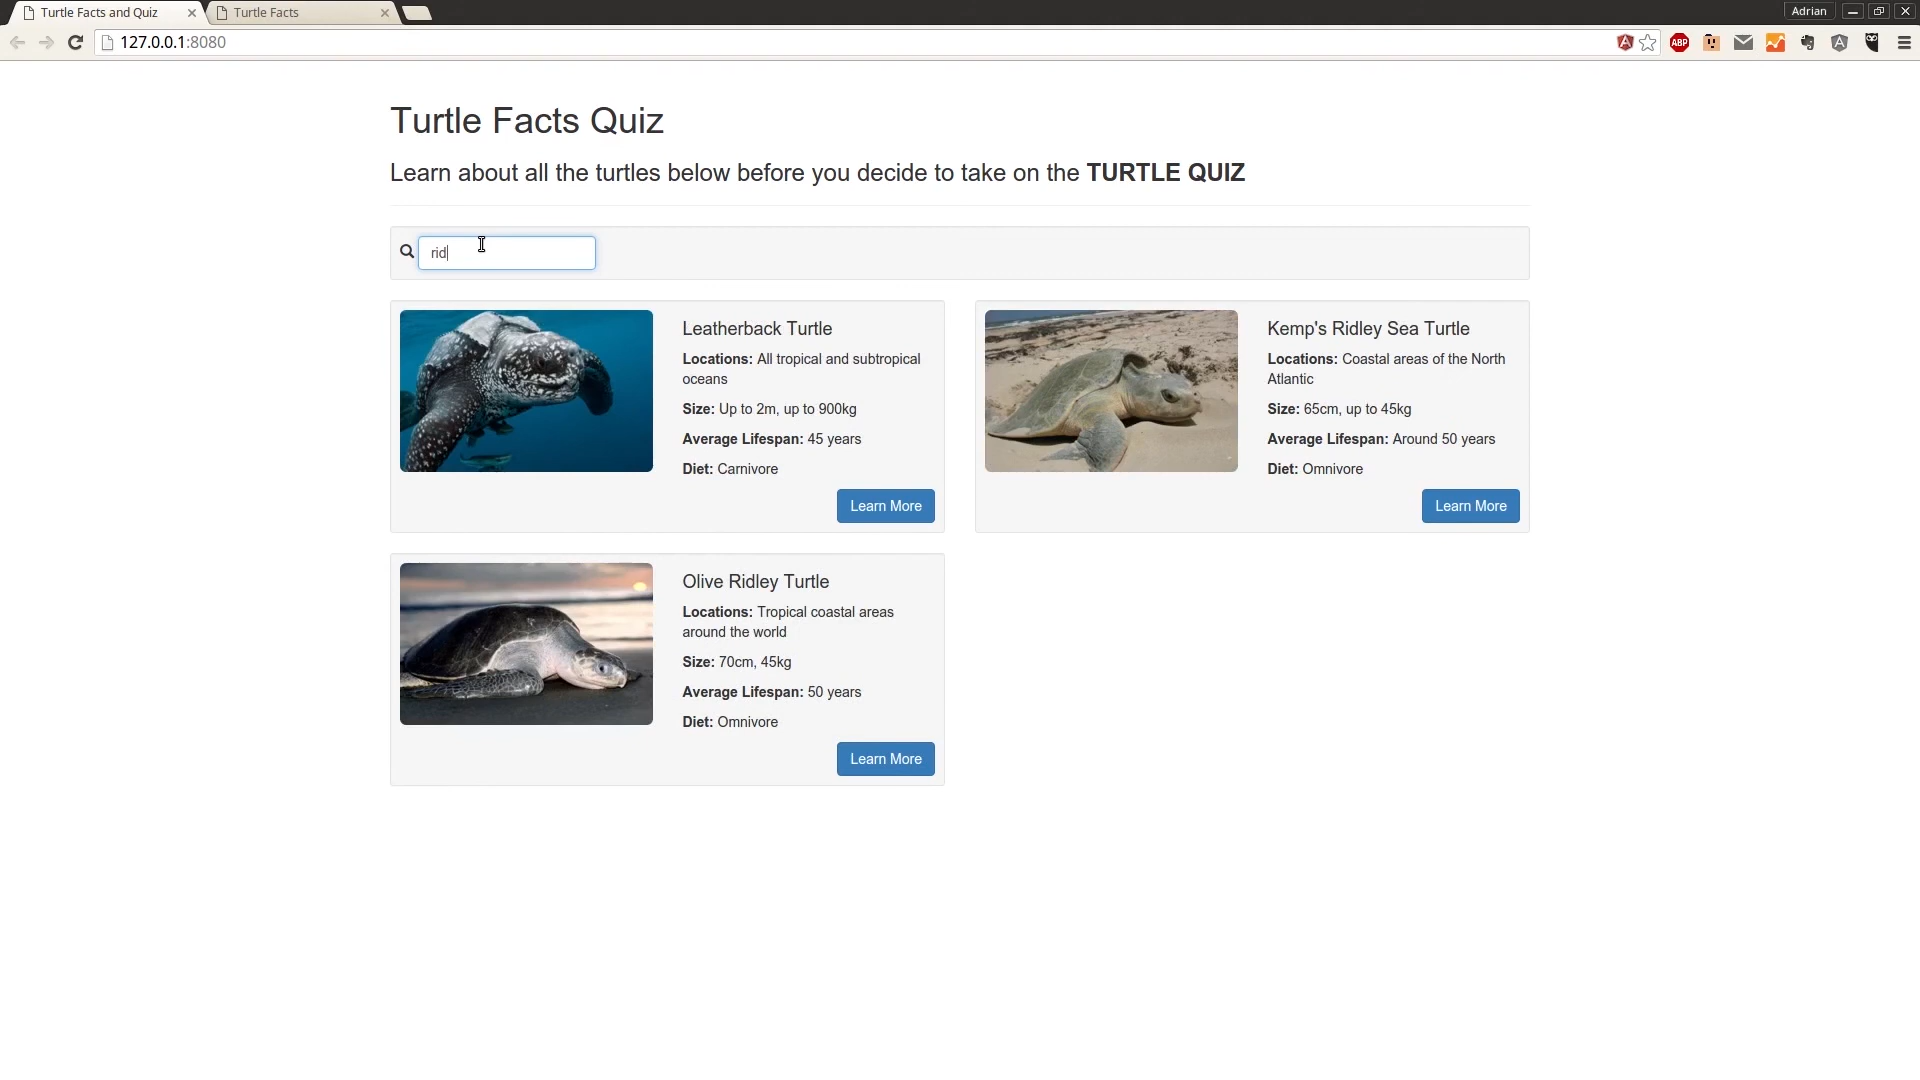 Turtle Facts and Quiz
Turtle Facts
Adrian
127.0.0.1:8080
ABP
Turtle Facts Quiz
Learn about all the turtles below before you decide to take on the TURTLE QUIZ
rid
Leatherback Turtle
Locations: All tropical and subtropical
oceans
Size: Up to 2m, up to 900kg
Average Lifespan: 45 years
Diet: Carnivore
Learn More
Kemp's Ridley Sea Turtle
Locations: Coastal areas of the North
Atlantic
Size: 65cm, up to 45kg
Average Lifespan: Around 50 years
Diet: Omnivore
Learn More
Olive Ridley Turtle
Locations: Tropical coastal areas
around the world
Size: 70cm, 45kg
Average Lifespan: 50 years
Diet: Omnivore
Learn More